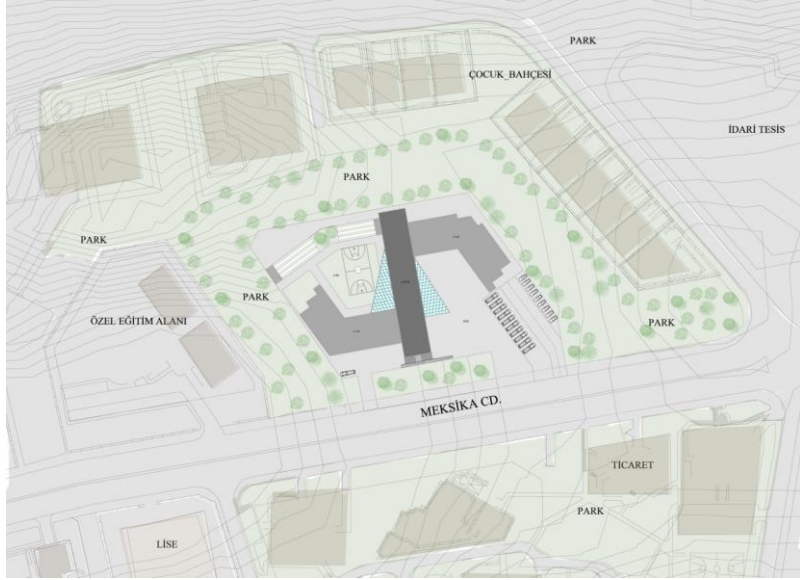 PARK
ÇOCUK_BAHÇESİ
İDARİ TESİS
PARK
PARK
PARK
ÖZEL EĞİTİM ALANI
PARK
MEKSİKA CD.
TİCARET
PARK
LİSE